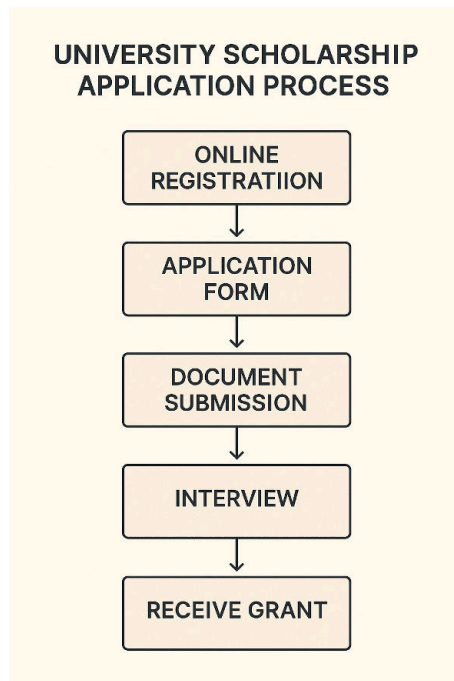 UNIVERSITY SCHOLARSHIP
APPLICATION PROCESS
ONLINE
REGISTRATIION
APPLICATION
FORM
DOCUMENT
SUBMISSION
INTERVIEW
RECEIVE GRANT